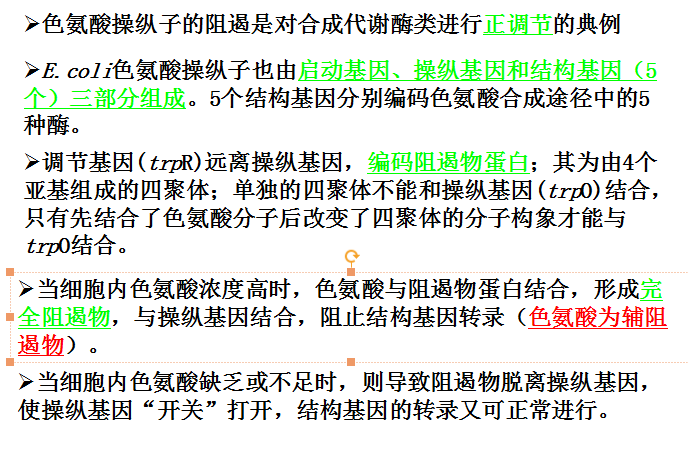 ➢色氨酸操纵子的阻遏是对合成代谢酶类进行正调节的典例
➢E.coli色氨酸操纵子也由启动基因、操纵基因和结构基因（5
个）三部分组成。5个结构基因分别编码色氨酸合成途径中的5
种酶。
➢调节基因(trpR)远离操纵基因，编码阻遏物蛋白；其为由4个
亚基组成的四聚体；单独的四聚体不能和操纵基因(trpO)结合，
只有先结合了色氨酸分子后改变了四聚体的分子构象才能与
trpO结合。
➢当细胞内色氨酸浓度高时，色氨酸与阻遏物蛋白结合，形成完
全阻遏物，与操纵基因结合，阻止结构基因转录（色氨酸为辅阻
遏物）。
➢当细胞内色氨酸缺乏或不足时，则导致阻遏物脱离操纵基因，
使操纵基因“开关”打开，结构基因的转录又可正常进行。